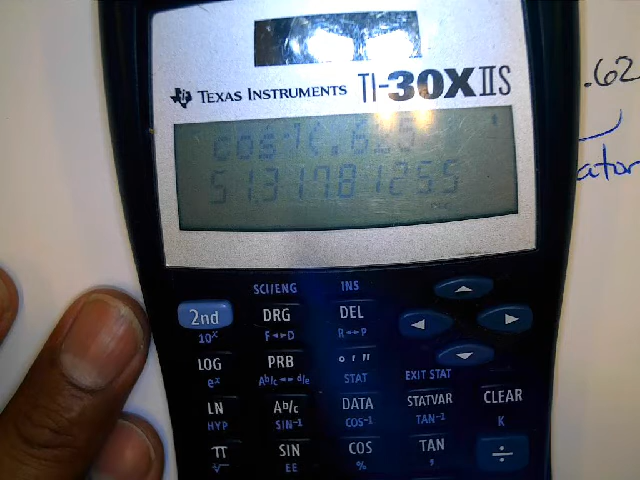 TEXAS INSTRUMENTS TI-30X IIS
.62
cos⁻¹(.625
51.31781255
ator
SCI/ENG INS
2nd DRG DEL
10ˣ F◄►D R◄►P
LOG PRB ° ' "
eˣ Ab/c◄►d/e STAT EXIT STAT
LN Ab/c DATA STATVAR CLEAR
HYP SIN⁻¹ COS⁻¹ TAN⁻¹ K
π SIN COS TAN ÷
√ EE % ,